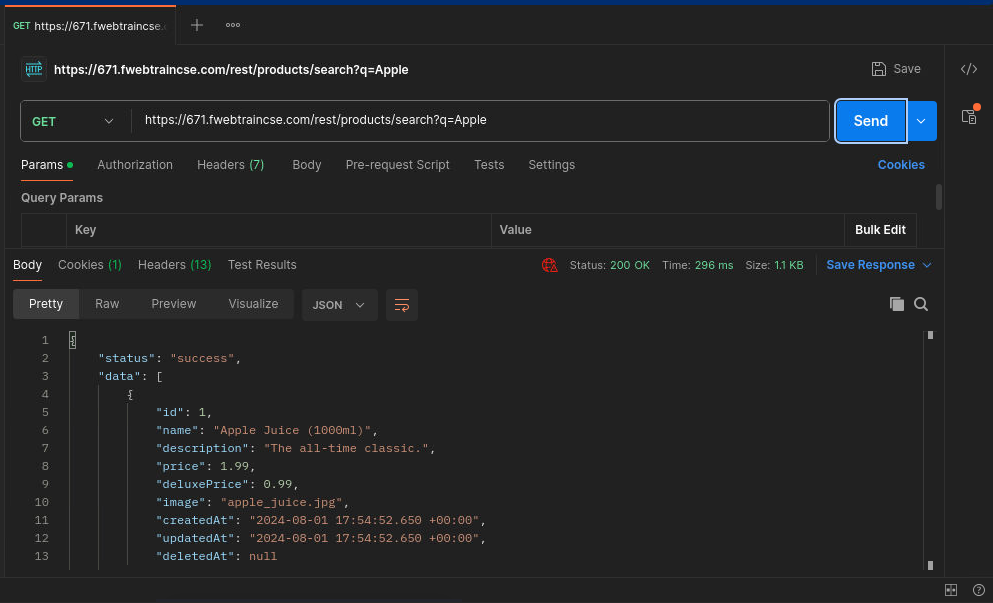 GET https://671.fwebtraincse.
HTTP https://671.fwebtraincse.com/rest/products/search?q=Apple
Save
GET https://671.fwebtraincse.com/rest/products/search?q=Apple
Send
Params Authorization Headers (7) Body Pre-request Script Tests Settings Cookies
Query Params
Key Value Bulk Edit
Body Cookies (1) Headers (13) Test Results Status: 200 OK Time: 296 ms Size: 1.1 KB Save Response
Pretty Raw Preview Visualize JSON
1 {
2 "status": "success",
3 "data": [
4 {
5 "id": 1,
6 "name": "Apple Juice (1000ml)",
7 "description": "The all-time classic.",
8 "price": 1.99,
9 "deluxePrice": 0.99,
10 "image": "apple_juice.jpg",
11 "createdAt": "2024-08-01 17:54:52.650 +00:00",
12 "updatedAt": "2024-08-01 17:54:52.650 +00:00",
13 "deletedAt": null